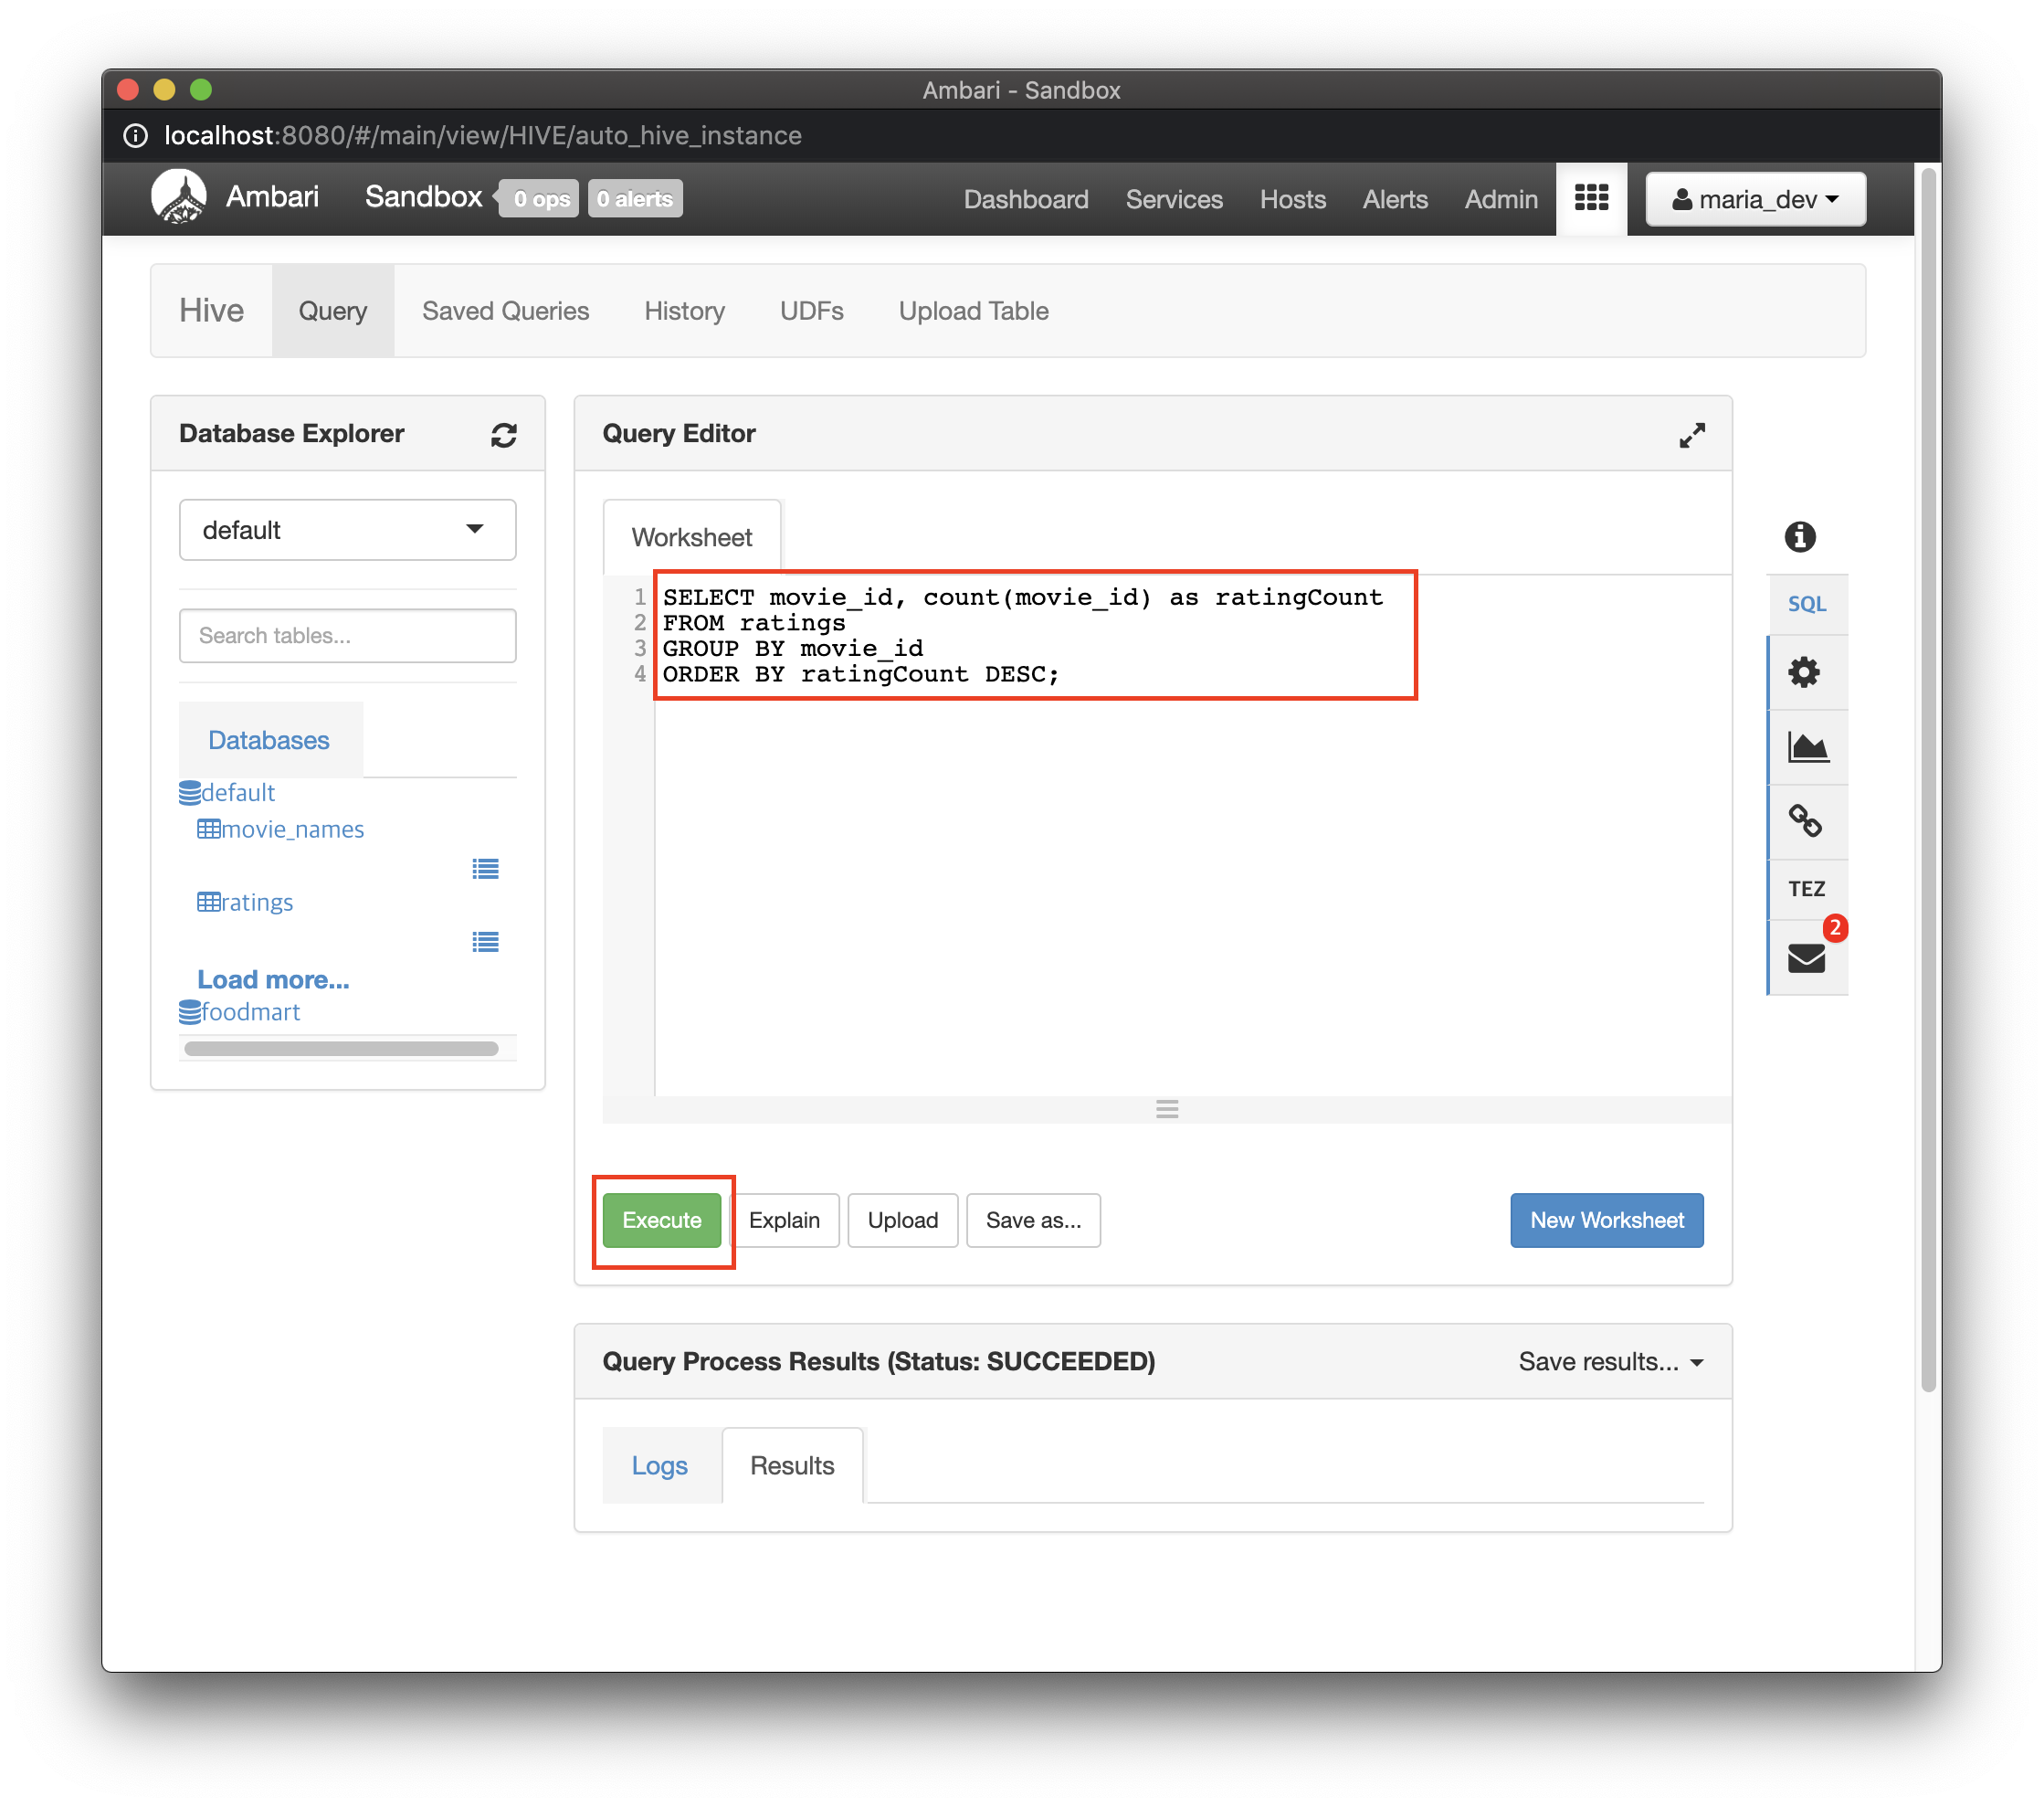 Ambari - Sandbox
localhost:8080/#/main/view/HIVE/auto_hive_instance
Ambari Sandbox 0 ops 0 alerts Dashboard Services Hosts Alerts Admin maria_dev
Hive Query Saved Queries History UDFs Upload Table
Database Explorer
default
Search tables...
Databases
default
movie_names
ratings
Load more...
foodmart
Query Editor
Worksheet
1 SELECT movie_id, count(movie_id) as ratingCount
2 FROM ratings
3 GROUP BY movie_id
4 ORDER BY ratingCount DESC;
Execute Explain Upload Save as... New Worksheet
SQL
TEZ
2
Query Process Results (Status: SUCCEEDED) Save results...
Logs Results